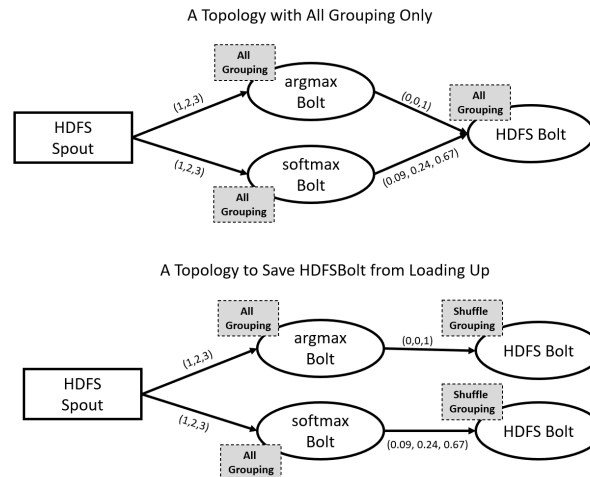 A Topology with All Grouping Only
All
Grouping
argmax
Bolt
(1,2,3)
(0,0,1)
All
Grouping
HDFS
Spout
HDFS Bolt
(1,2,3)
softmax
Bolt
(0.09, 0.24, 0.67)
All
Grouping
A Topology to Save HDFSBolt from Loading Up
All
Grouping
argmax
Bolt
(1,2,3)
(0,0,1)
Shuffle
Grouping
HDFS Bolt
HDFS
Spout
(1,2,3)
softmax
Bolt
(0.09, 0.24, 0.67)
Shuffle
Grouping
HDFS Bolt
All
Grouping